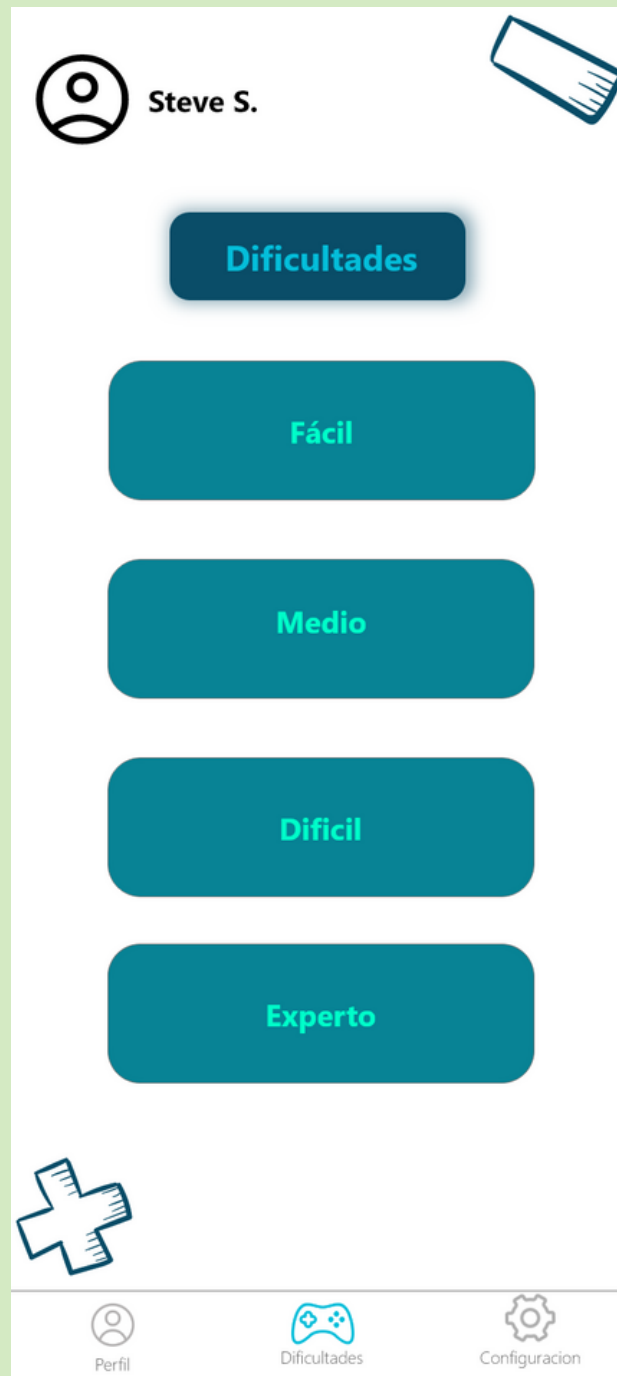 Steve S.
Dificultades
Fácil
Medio
Dificil
Experto
Perfil
Dificultades
Configuracion